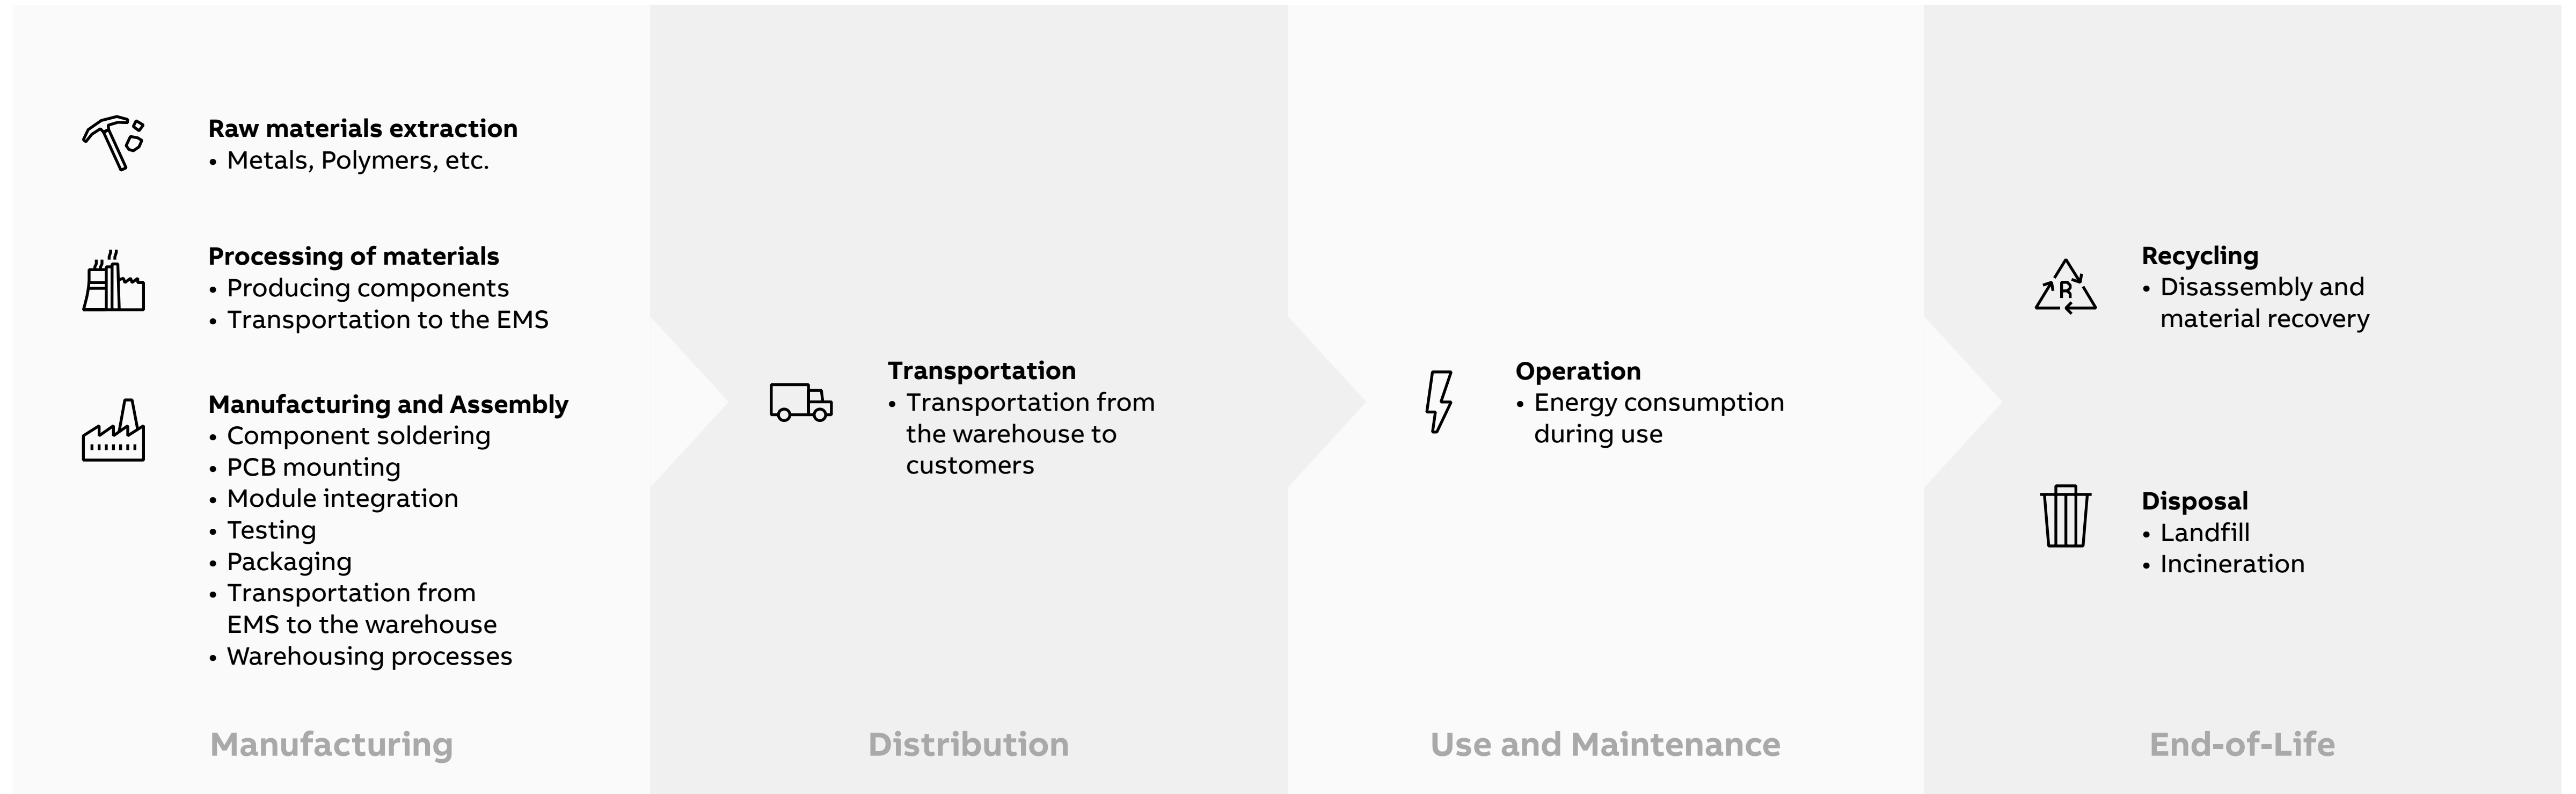 Raw materials extraction
• Metals, Polymers, etc.
Processing of materials
• Producing components
• Transportation to the EMS
Manufacturing and Assembly
• Component soldering
• PCB mounting
• Module integration
• Testing
• Packaging
• Transportation from
EMS to the warehouse
• Warehousing processes
Manufacturing
Transportation
• Transportation from
the warehouse to
customers
Distribution
Operation
• Energy consumption
during use
Use and Maintenance
R
Recycling
• Disassembly and
material recovery
Disposal
• Landfill
• Incineration
End-of-Life